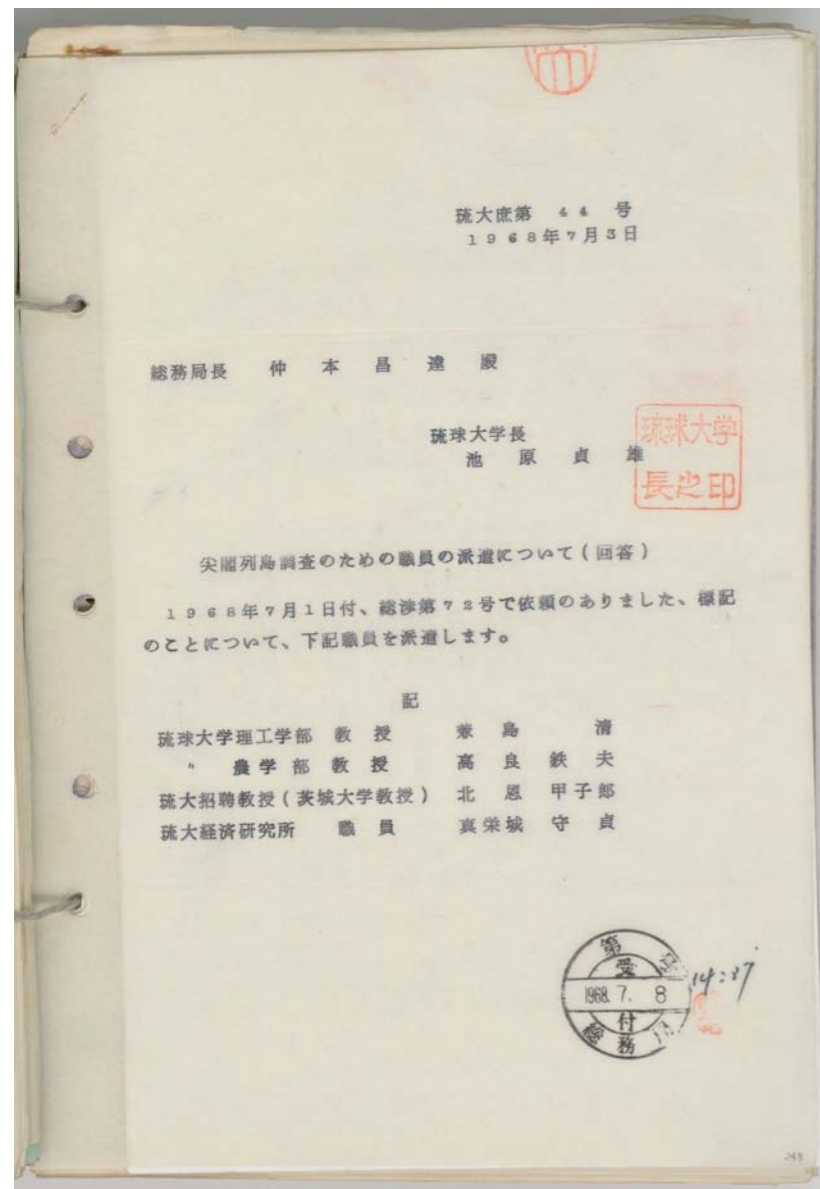 琉大庶第 44 号
1968年7月3日
総務局長 仲本昌達殿
琉球大学長
池原貞雄
琉球大学
長之印
尖閣列島調査のための職員の派遣について(回答)
1968年7月1日付、総渉第72号で依頼のありました、標記
のことについて、下記職員を派遣します。
記
琉球大学理工学部 教授 兼島 清
〃 農学部 教授 高良鉄夫
琉大招聘教授(茨城大学教授) 北恩甲子郎
琉大経済研究所 職員 真栄城守貞
第 号
受
1968. 7. 8
付
総務局
14:37
245